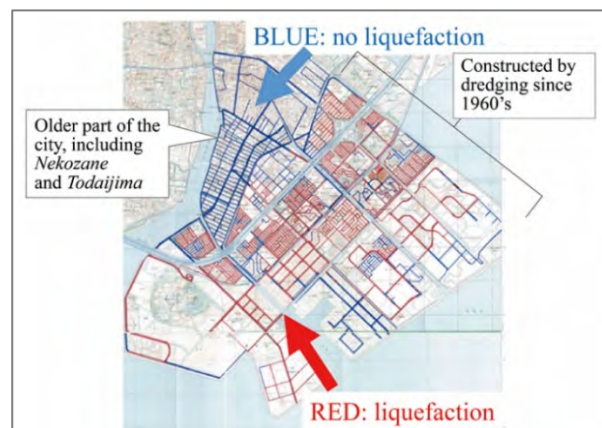 BLUE: no liquefaction
Constructed by
dredging since
1960's
Older part of the
city, including
Nekozane
and Todaijima
RED: liquefaction